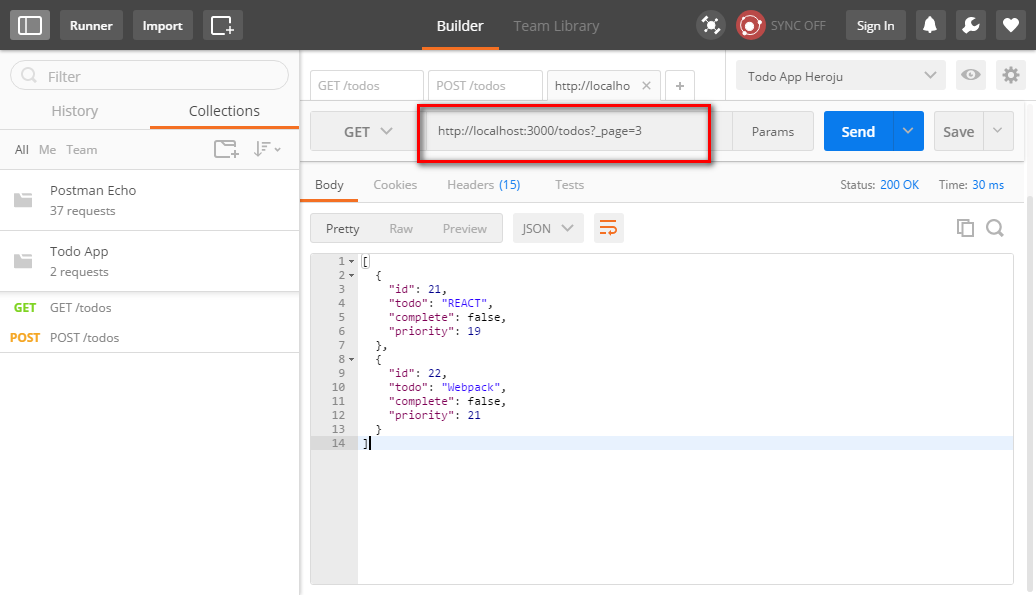 Runner Import Builder Team Library SYNC OFF Sign In
Filter
History Collections
All Me Team
Postman Echo
37 requests
Todo App
2 requests
GET GET /todos
POST POST /todos
GET /todos POST /todos http://localho × + Todo App Heroju
GET http://localhost:3000/todos?_page=3 Params Send Save
Body Cookies Headers (15) Tests Status: 200 OK Time: 30 ms
Pretty Raw Preview JSON
1 [
2 {
3 "id": 21,
4 "todo": "REACT",
5 "complete": false,
6 "priority": 19
7 },
8 {
9 "id": 22,
10 "todo": "Webpack",
11 "complete": false,
12 "priority": 21
13 }
14 ]